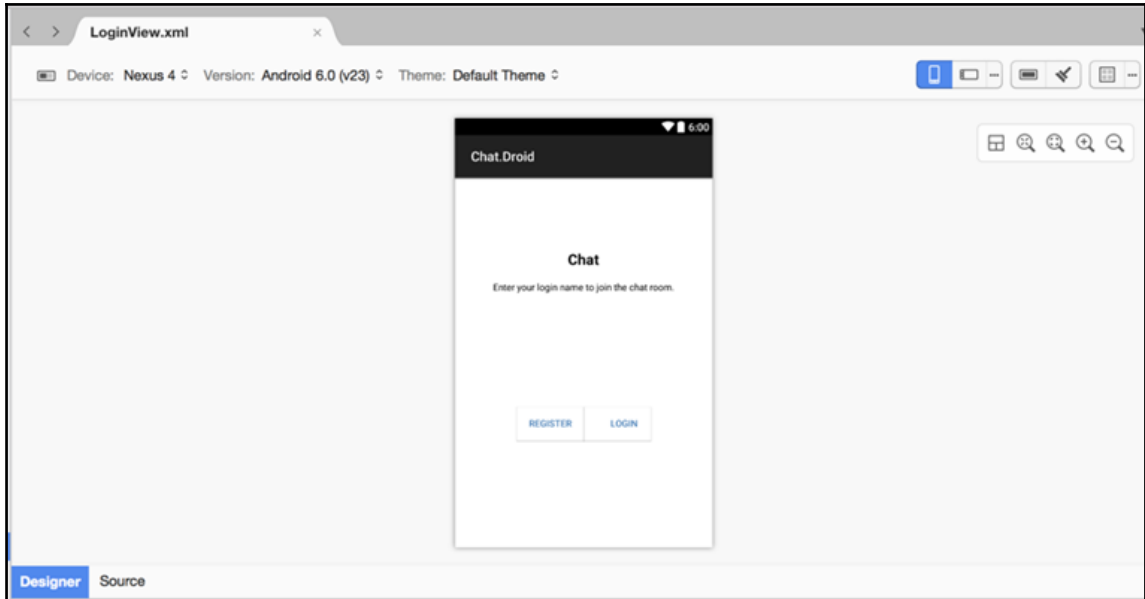 LoginView.xml
Device: Nexus 4 Version: Android 6.0 (v23) Theme: Default Theme
6:00
Chat.Droid
Chat
Enter your login name to join the chat room.
REGISTER LOGIN
Designer Source